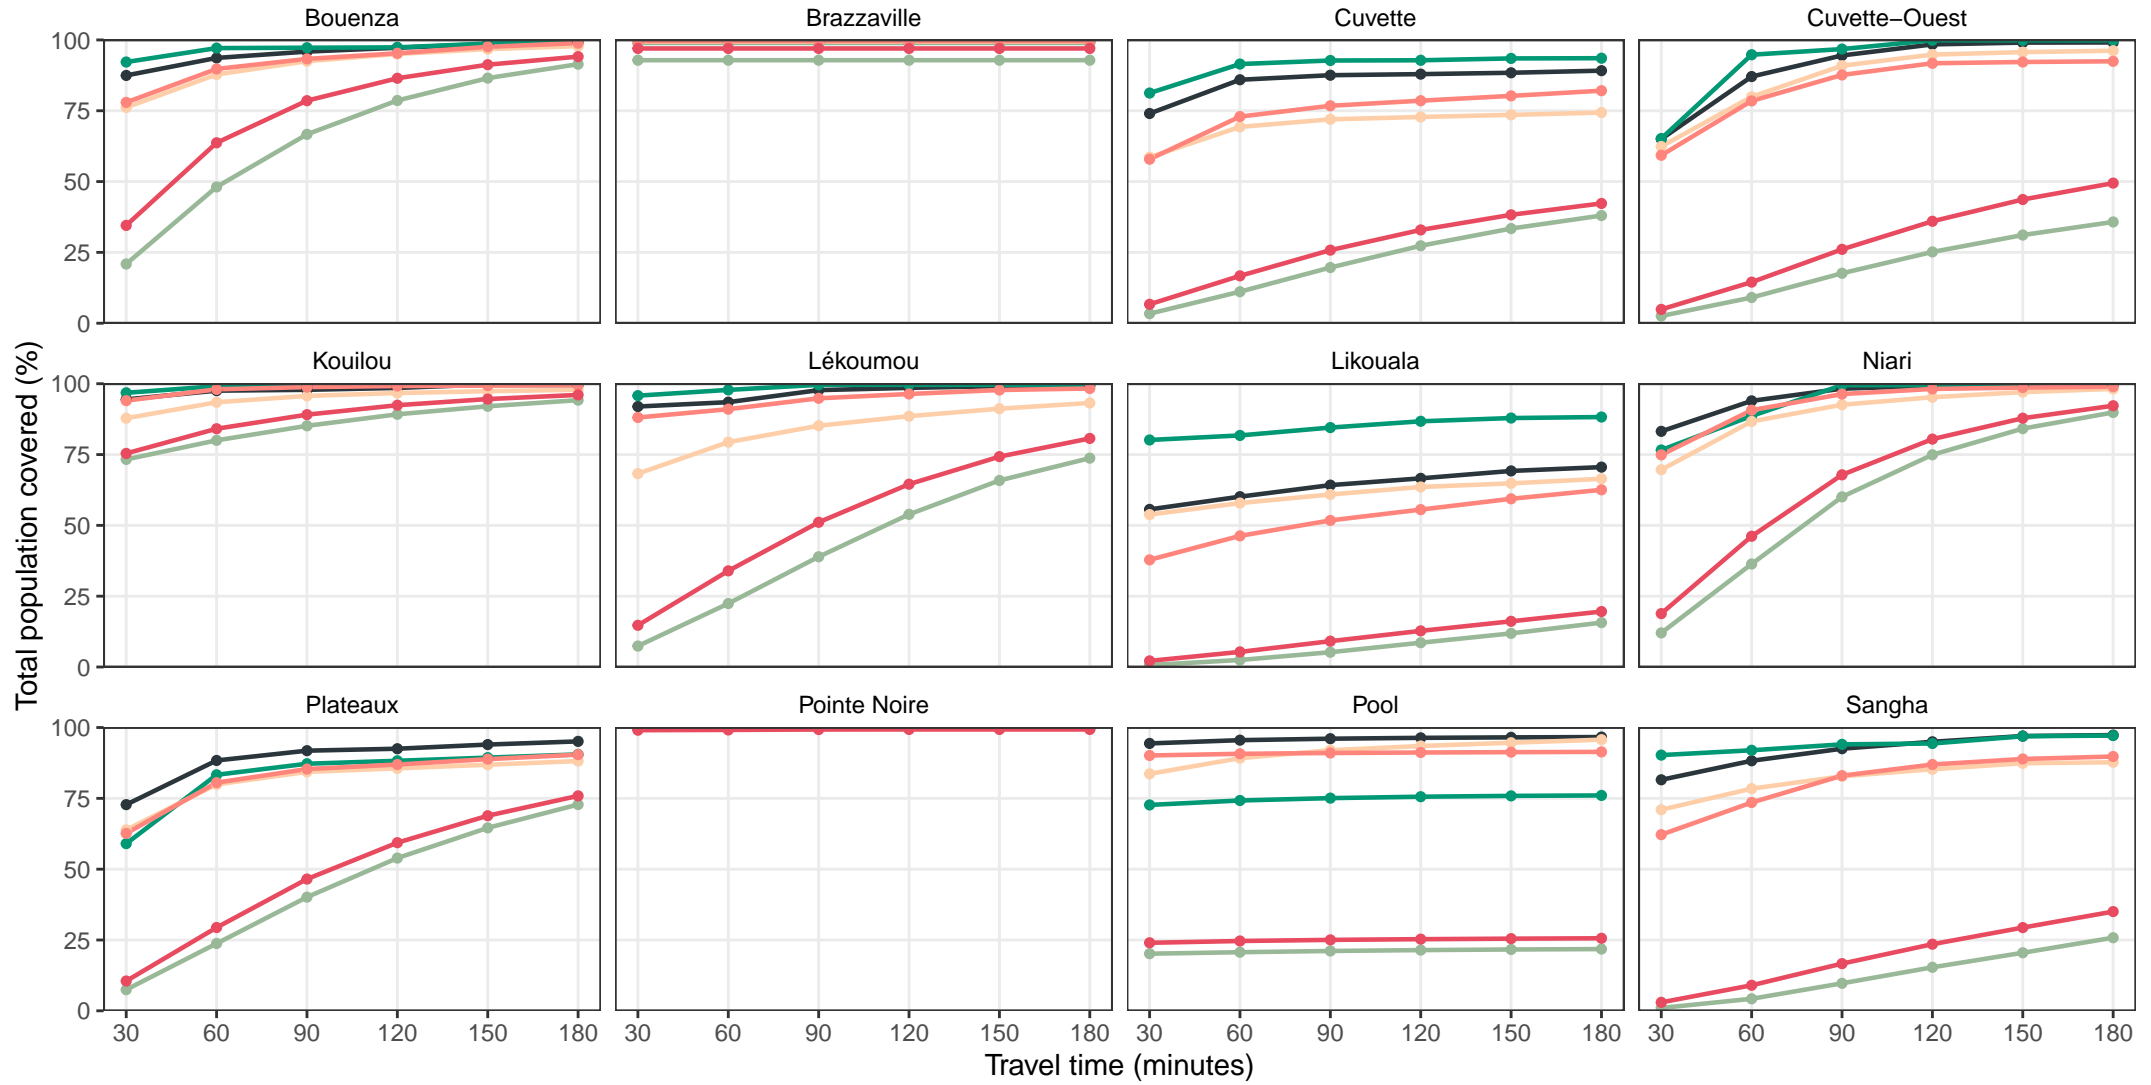 Bouenza
Brazzaville
Cuvette
Cuvette−Ouest
100
75
50
25
0
Kouilou
Lékoumou
Likouala
Niari
100
75
50
25
0
Plateaux
Pointe Noire
Pool
Sangha
100
75
50
25
0
30 60 90 120 150 180
30 60 90 120 150 180
30 60 90 120 150 180
30 60 90 120 150 180
Travel time (minutes)
Total population covered (%)